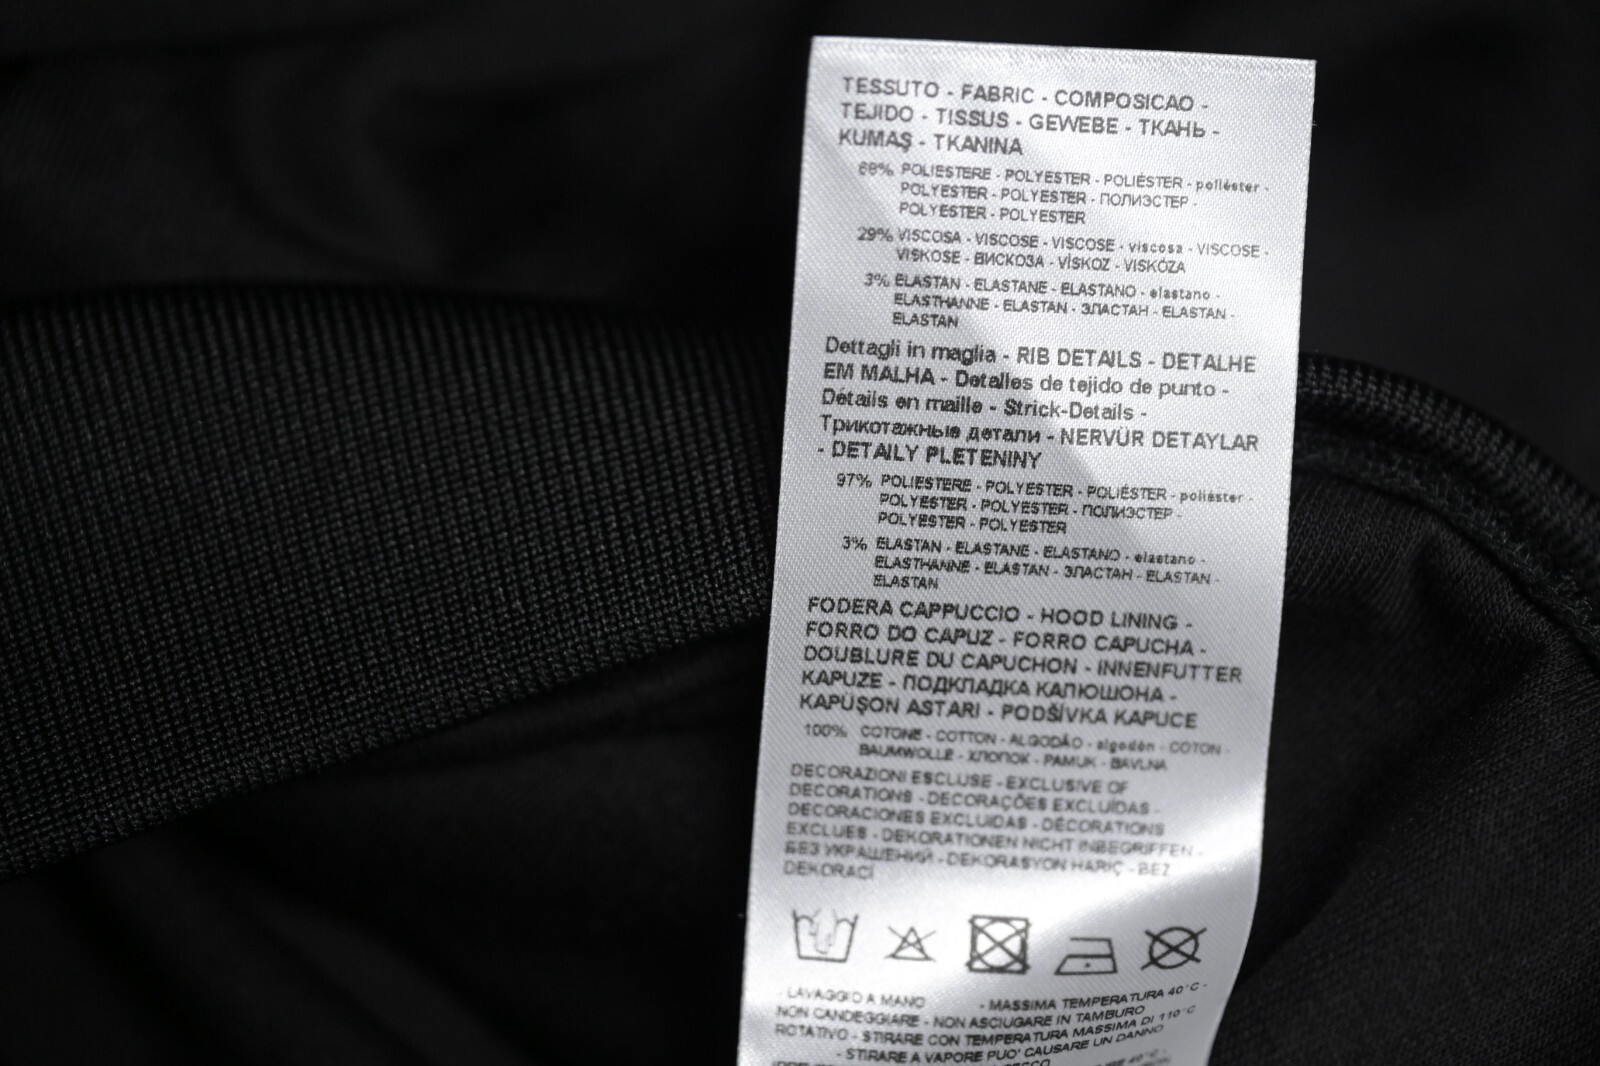 TESSUTO - FABRIC - COMPOSICAO -
TEJIDO - TISSUS - GEWEBE - ТКАНЬ -
KUMAŞ - TKANINA
68% POLIESTERE - POLYESTER - POLIÉSTER - poliéster -
POLYESTER - POLYESTER - ПОЛИЭСТЕР -
POLYESTER - POLYESTER
29% VISCOSA - VISCOSE - VISCOSE - viscosa - VISCOSE -
VISKOSE - ВИСКОЗА - VİSKOZ - VISKÓZA
3% ELASTAN - ELASTANE - ELASTANO - elastano -
ELASTHANNE - ELASTAN - ЭЛАСТАН - ELASTAN -
ELASTAN
Dettagli in maglia - RIB DETAILS - DETALHE
EM MALHA - Detalles de tejido de punto -
Détails en maille - Strick-Details -
Трикотажные детали - NERVÜR DETAYLAR
- DETAILY PLETENINY
97% POLIESTERE - POLYESTER - POLIÉSTER - poliéster -
POLYESTER - POLYESTER - ПОЛИЭСТЕР -
POLYESTER - POLYESTER
3% ELASTAN - ELASTANE - ELASTANO - elastano -
ELASTHANNE - ELASTAN - ЭЛАСТАН - ELASTAN -
ELASTAN
FODERA CAPPUCCIO - HOOD LINING -
FORRO DO CAPUZ - FORRO CAPUCHA -
DOUBLURE DU CAPUCHON - INNENFUTTER
KAPUZE - ПОДКЛАДКА КАПЮШОНА -
KAPÜŞON ASTARI - PODŠÍVKA KAPUCE
100% COTONE - COTTON - ALGODÃO - algodón - COTON -
BAUMWOLLE - ХЛОПОК - PAMUK - BAVLNA
DECORAZIONI ESCLUSE - EXCLUSIVE OF
DECORATIONS - DECORAÇÕES EXCLUÍDAS -
DECORACIONES EXCLUIDAS - DÉCORATIONS
EXCLUES - DEKORATIONEN NICHT INBEGRIFFEN -
БЕЗ УКРАШЕНИЙ - DEKORASYON HARİÇ - BEZ
DEKORACÍ
- LAVAGGIO A MANO - MASSIMA TEMPERATURA 40°C -
NON CANDEGGIARE - NON ASCIUGARE IN TAMBURO
ROTATIVO - STIRARE CON TEMPERATURA MASSIMA DI 110°C
- STIRARE A VAPORE PUO' CAUSARE UN DANNO